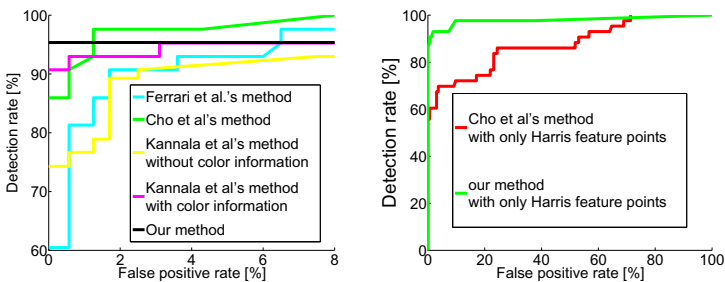 Detection rate [%]
100
90
80
70
60
0
2
4
6
8
False positive rate [%]
Ferrari et al.'s method
Cho et al's method
Kannala et al's method
without color information
Kannala et al's method
with color information
Our method
Detection rate [%]
100
80
60
40
20
0
0
20
40
60
80
100
False positive rate [%]
Cho et al's method
with only Harris feature points
our method
with only Harris feature points